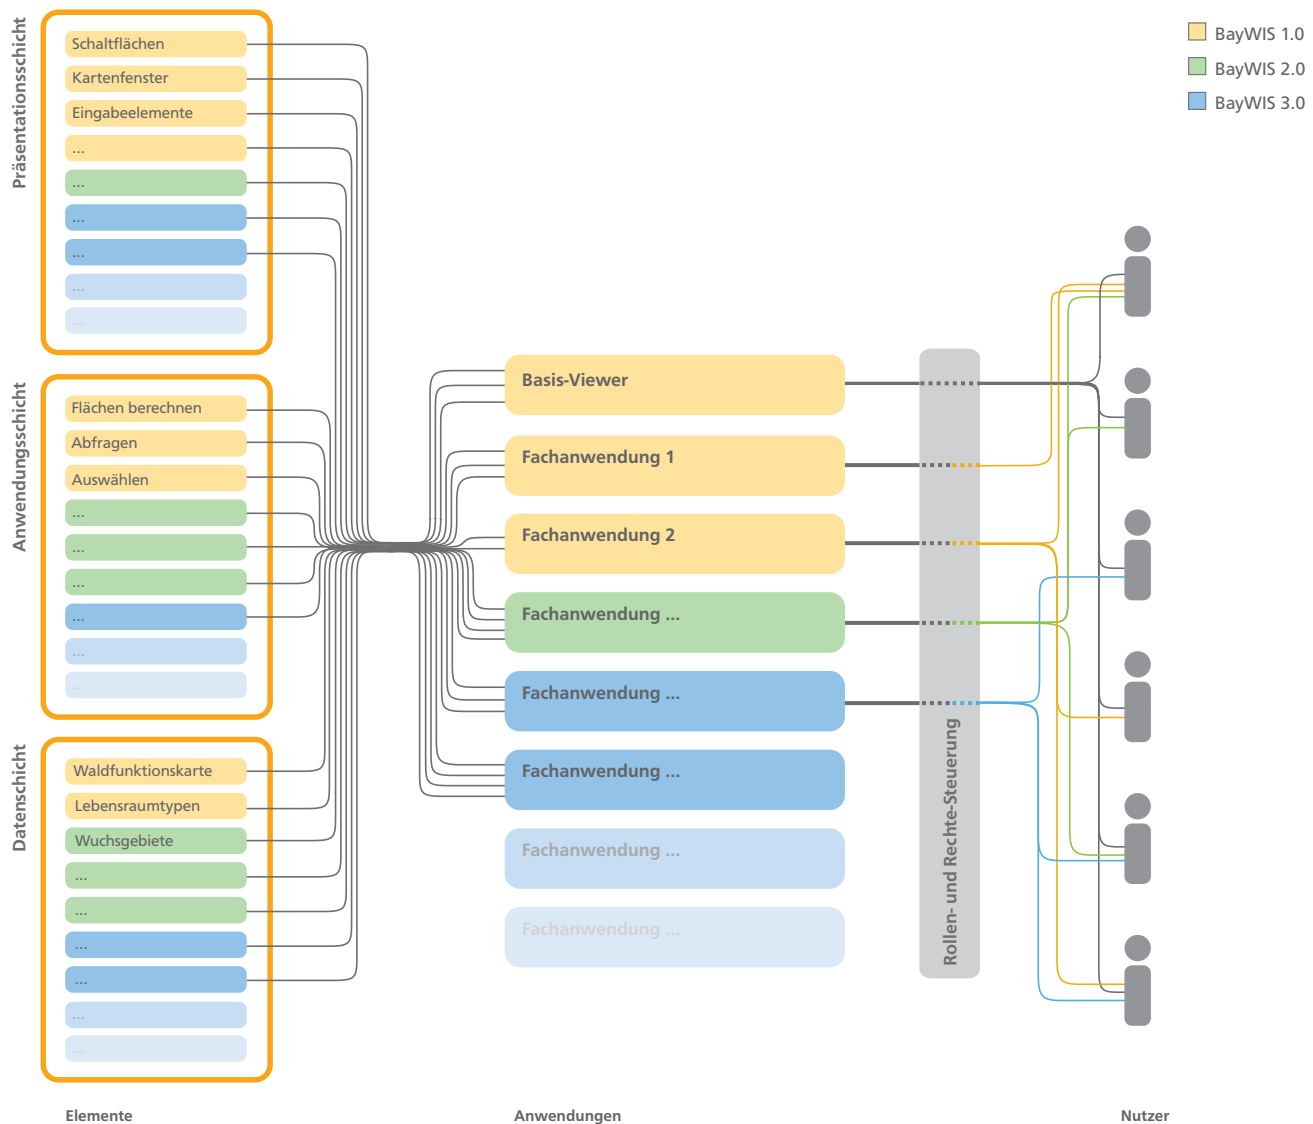 Präsentationsschicht
Schaltflächen
Kartenfenster
Eingabeelemente
...
...
...
...
...
...
Anwendungsschicht
Flächen berechnen
Abfragen
Auswählen
...
...
...
...
...
...
Datenschicht
Waldfunktionskarte
Lebensraumtypen
Wuchsgebiete
...
...
...
...
...
...
Basis-Viewer
Fachanwendung 1
Fachanwendung 2
Fachanwendung ...
Fachanwendung ...
Fachanwendung ...
Fachanwendung ...
Fachanwendung ...
Rollen- und Rechte-Steuerung
BayWIS 1.0
BayWIS 2.0
BayWIS 3.0
Elemente
Anwendungen
Nutzer